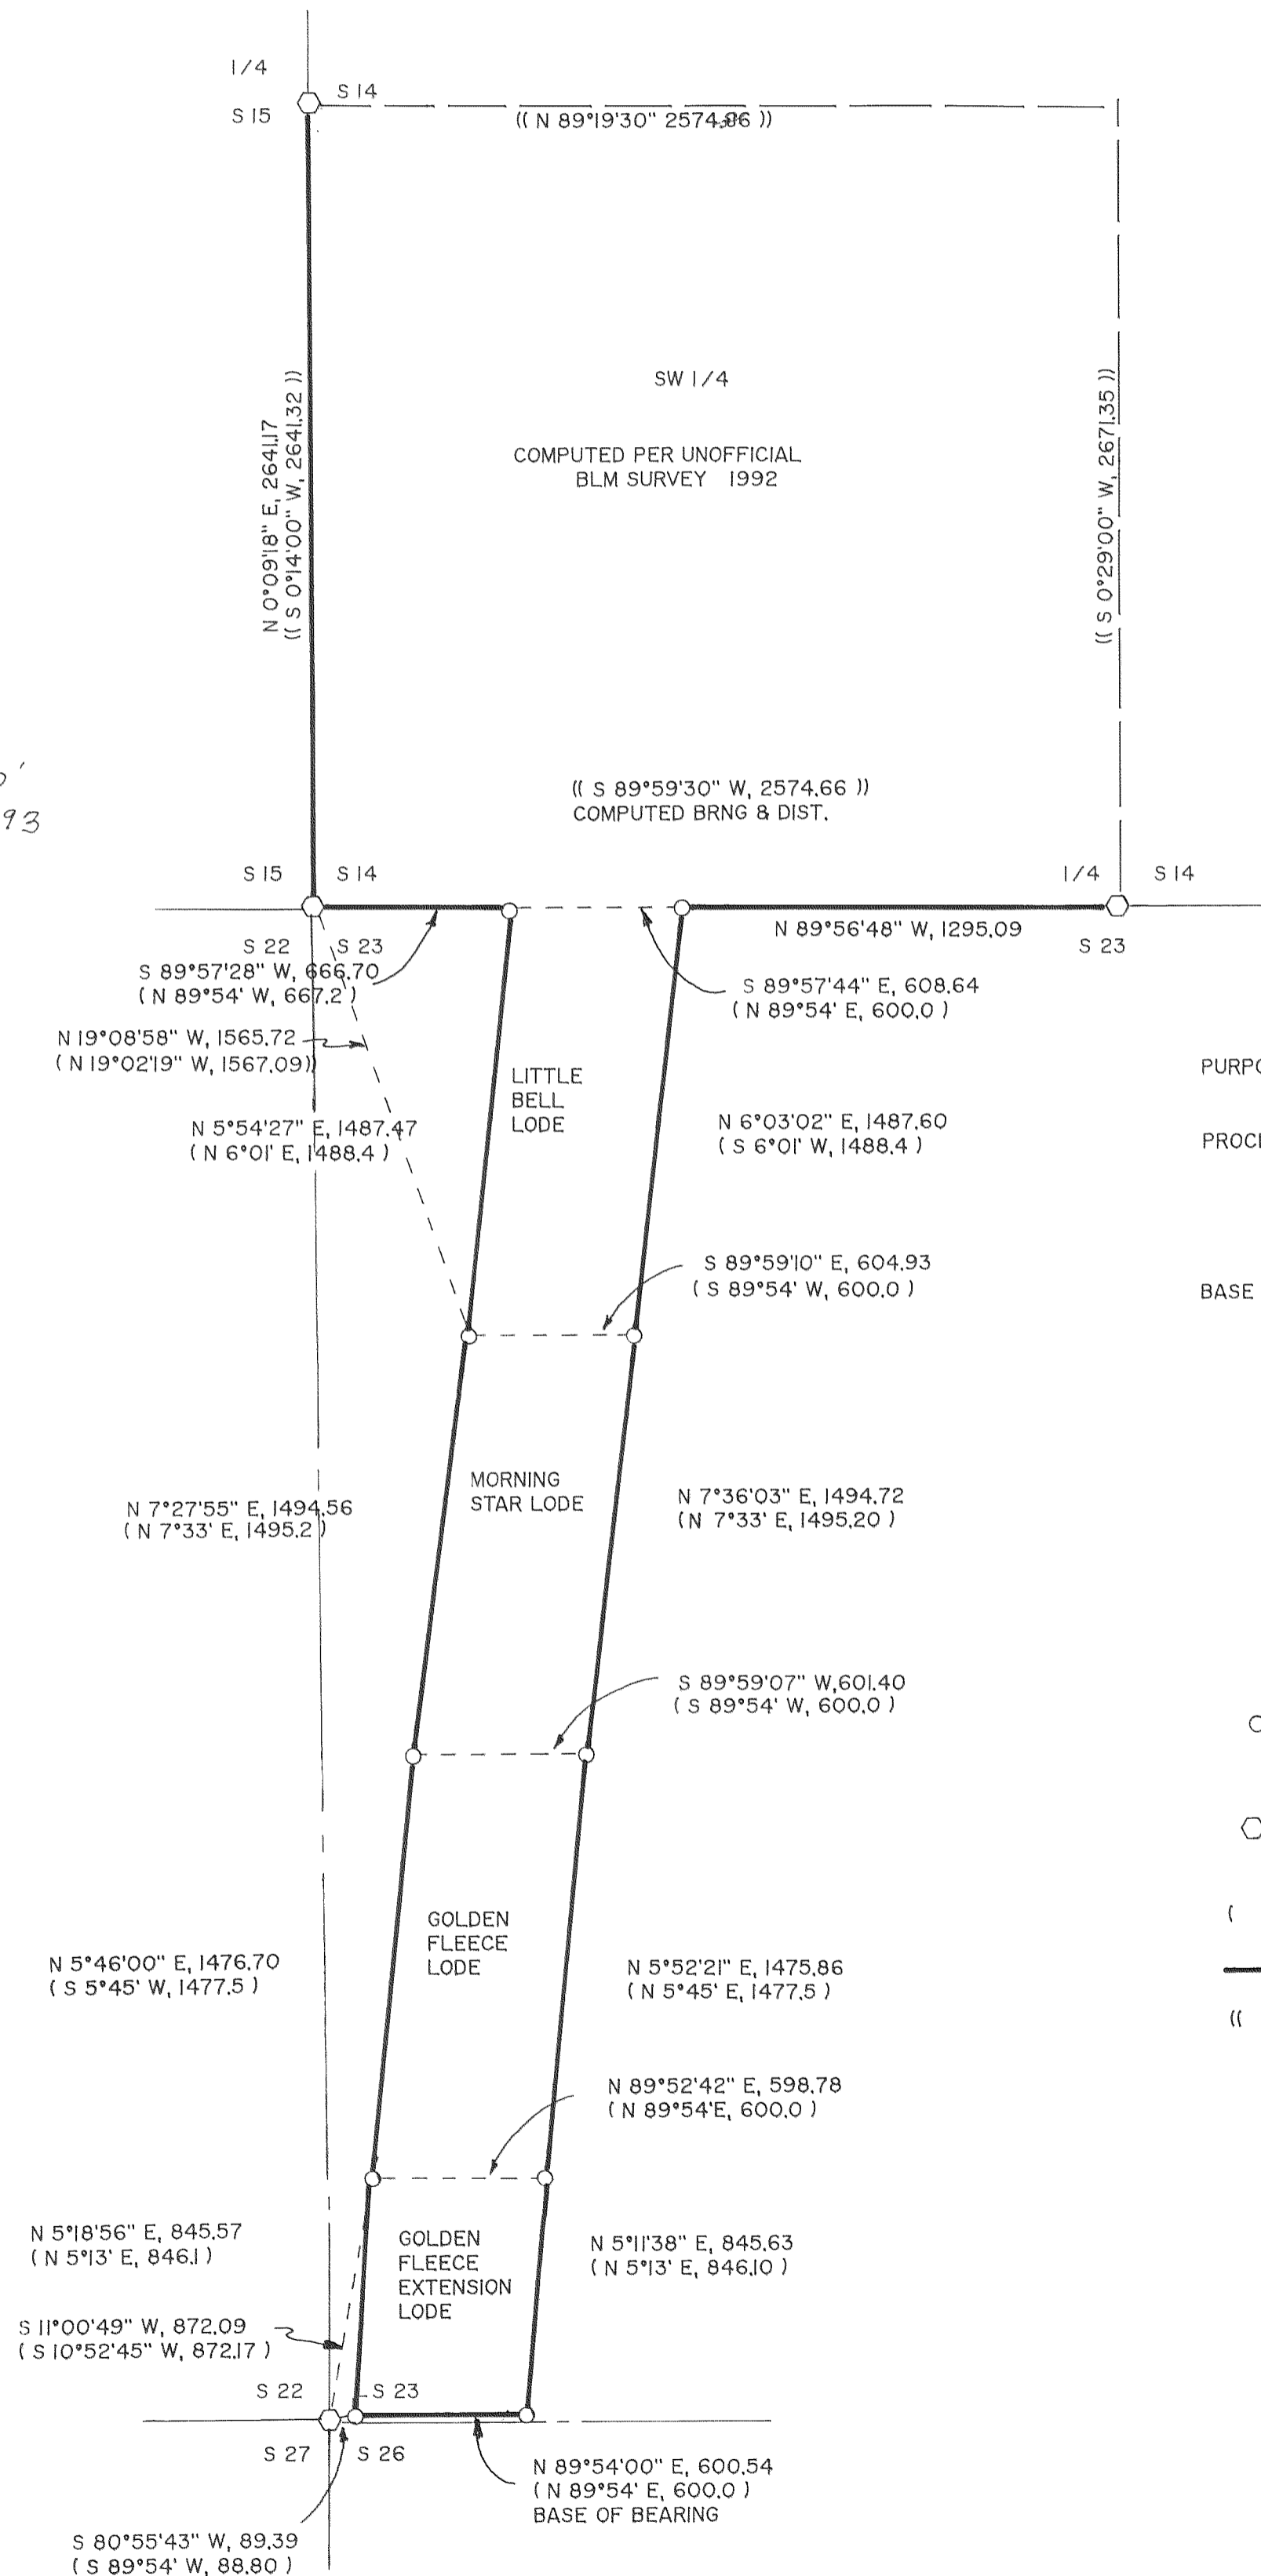 1/4
S 14
S 15
(( N 89°19'30" 2574.86 ))
N 0°09'18" E, 2641.17
(( S 0°14'00" W, 2641.32 ))
SW 1/4
COMPUTED PER UNOFFICIAL
BLM SURVEY 1992
(( S 0°29'00" W, 2671.35 ))
93
(( S 89°59'30" W, 2574.66 ))
COMPUTED BRNG & DIST.
S 15
S 14
1/4
S 14
S 22
S 23
N 89°56'48" W, 1295.09
S 23
S 89°57'28" W, 666.70
( N 89°54' W, 667.2 )
S 89°57'44" E, 608.64
( N 89°54' E, 600.0 )
N 19°08'58" W, 1565.72
( N 19°02'19" W, 1567.09))
PURPO
LITTLE
BELL
LODE
N 5°54'27" E, 1487.47
( N 6°01' E, 1488.4 )
N 6°03'02" E, 1487.60
( S 6°01' W, 1488.4 )
PROCE
S 89°59'10" E, 604.93
( S 89°54' W, 600.0 )
BASE
MORNING
STAR LODE
N 7°27'55" E, 1494.56
( N 7°33' E, 1495.2 )
N 7°36'03" E, 1494.72
(N 7°33' E, 1495.20 )
S 89°59'07" W,601.40
( S 89°54' W, 600.0 )
(
GOLDEN
FLEECE
LODE
N 5°46'00" E, 1476.70
( S 5°45' W, 1477.5 )
N 5°52'21" E, 1475.86
( N 5°45' E, 1477.5 )
((
N 89°52'42" E, 598.78
( N 89°54'E, 600.0 )
N 5°18'56" E, 845.57
( N 5°13' E, 846.1 )
GOLDEN
FLEECE
EXTENSION
LODE
N 5°11'38" E, 845.63
( N 5°13' E, 846.10 )
S 11°00'49" W, 872.09
( S 10°52'45" W, 872.17 )
S 22
S 23
S 27
S 26
N 89°54'00" E, 600.54
( N 89°54' E, 600.0 )
BASE OF BEARING
S 80°55'43" W, 89.39
( S 89°54' W, 88.80 )